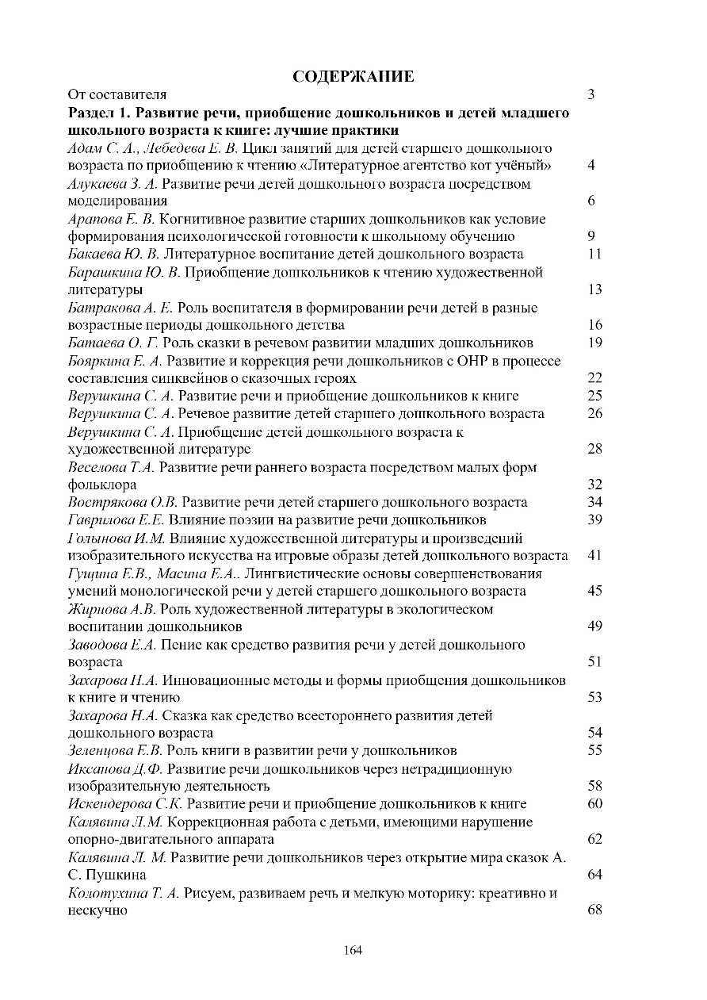 СОДЕРЖАНИЕ
От составителя 3
Раздел 1. Развитие речи, приобщение дошкольников и детей младшего
школьного возраста к книге: лучшие практики
Адам С. А., Лебедева Е. В. Цикл занятий для детей старшего дошкольного
возраста по приобщению к чтению «Литературное агентство кот учёный» 4
Алукаева З. А. Развитие речи детей дошкольного возраста посредством
моделирования 6
Арапова Е. В. Когнитивное развитие старших дошкольников как условие
формирования психологической готовности к школьному обучению 9
Бакаева Ю. В. Литературное воспитание детей дошкольного возраста 11
Барашкина Ю. В. Приобщение дошкольников к чтению художественной
литературы 13
Батракова А. Е. Роль воспитателя в формировании речи детей в разные
возрастные периоды дошкольного детства 16
Батаева О. Г. Роль сказки в речевом развитии младших дошкольников 19
Бояркина Е. А. Развитие и коррекция речи дошкольников с ОНР в процессе
составления синквейнов о сказочных героях 22
Верушкина С. А. Развитие речи и приобщение дошкольников к книге 25
Верушкина С. А. Речевое развитие детей старшего дошкольного возраста 26
Верушкина С. А. Приобщение детей дошкольного возраста к
художественной литературе 28
Веселова Т.А. Развитие речи раннего возраста посредством малых форм
фольклора 32
Вострякова О.В. Развитие речи детей старшего дошкольного возраста 34
Гаврилова Е.Е. Влияние поэзии на развитие речи дошкольников 39
Голынова И.М. Влияние художественной литературы и произведений
изобразительного искусства на игровые образы детей дошкольного возраста 41
Гущина Е.В., Масина Е.А.. Лингвистические основы совершенствования
умений монологической речи у детей старшего дошкольного возраста 45
Жирнова А.В. Роль художественной литературы в экологическом
воспитании дошкольников 49
Заводова Е.А. Пение как средство развития речи у детей дошкольного
возраста 51
Захарова Н.А. Инновационные методы и формы приобщения дошкольников
к книге и чтению 53
Захарова Н.А. Сказка как средство всестороннего развития детей
дошкольного возраста 54
Зеленцова Е.В. Роль книги в развитии речи у дошкольников 55
Иксанова Д.Ф. Развитие речи дошкольников через нетрадиционную
изобразительную деятельность 58
Искендерова С.К. Развитие речи и приобщение дошкольников к книге 60
Калявина Л.М. Коррекционная работа с детьми, имеющими нарушение
опорно-двигательного аппарата 62
Калявина Л. М. Развитие речи дошкольников через открытие мира сказок А.
С. Пушкина 64
Колотухина Т. А. Рисуем, развиваем речь и мелкую моторику: креативно и
нескучно 68
164